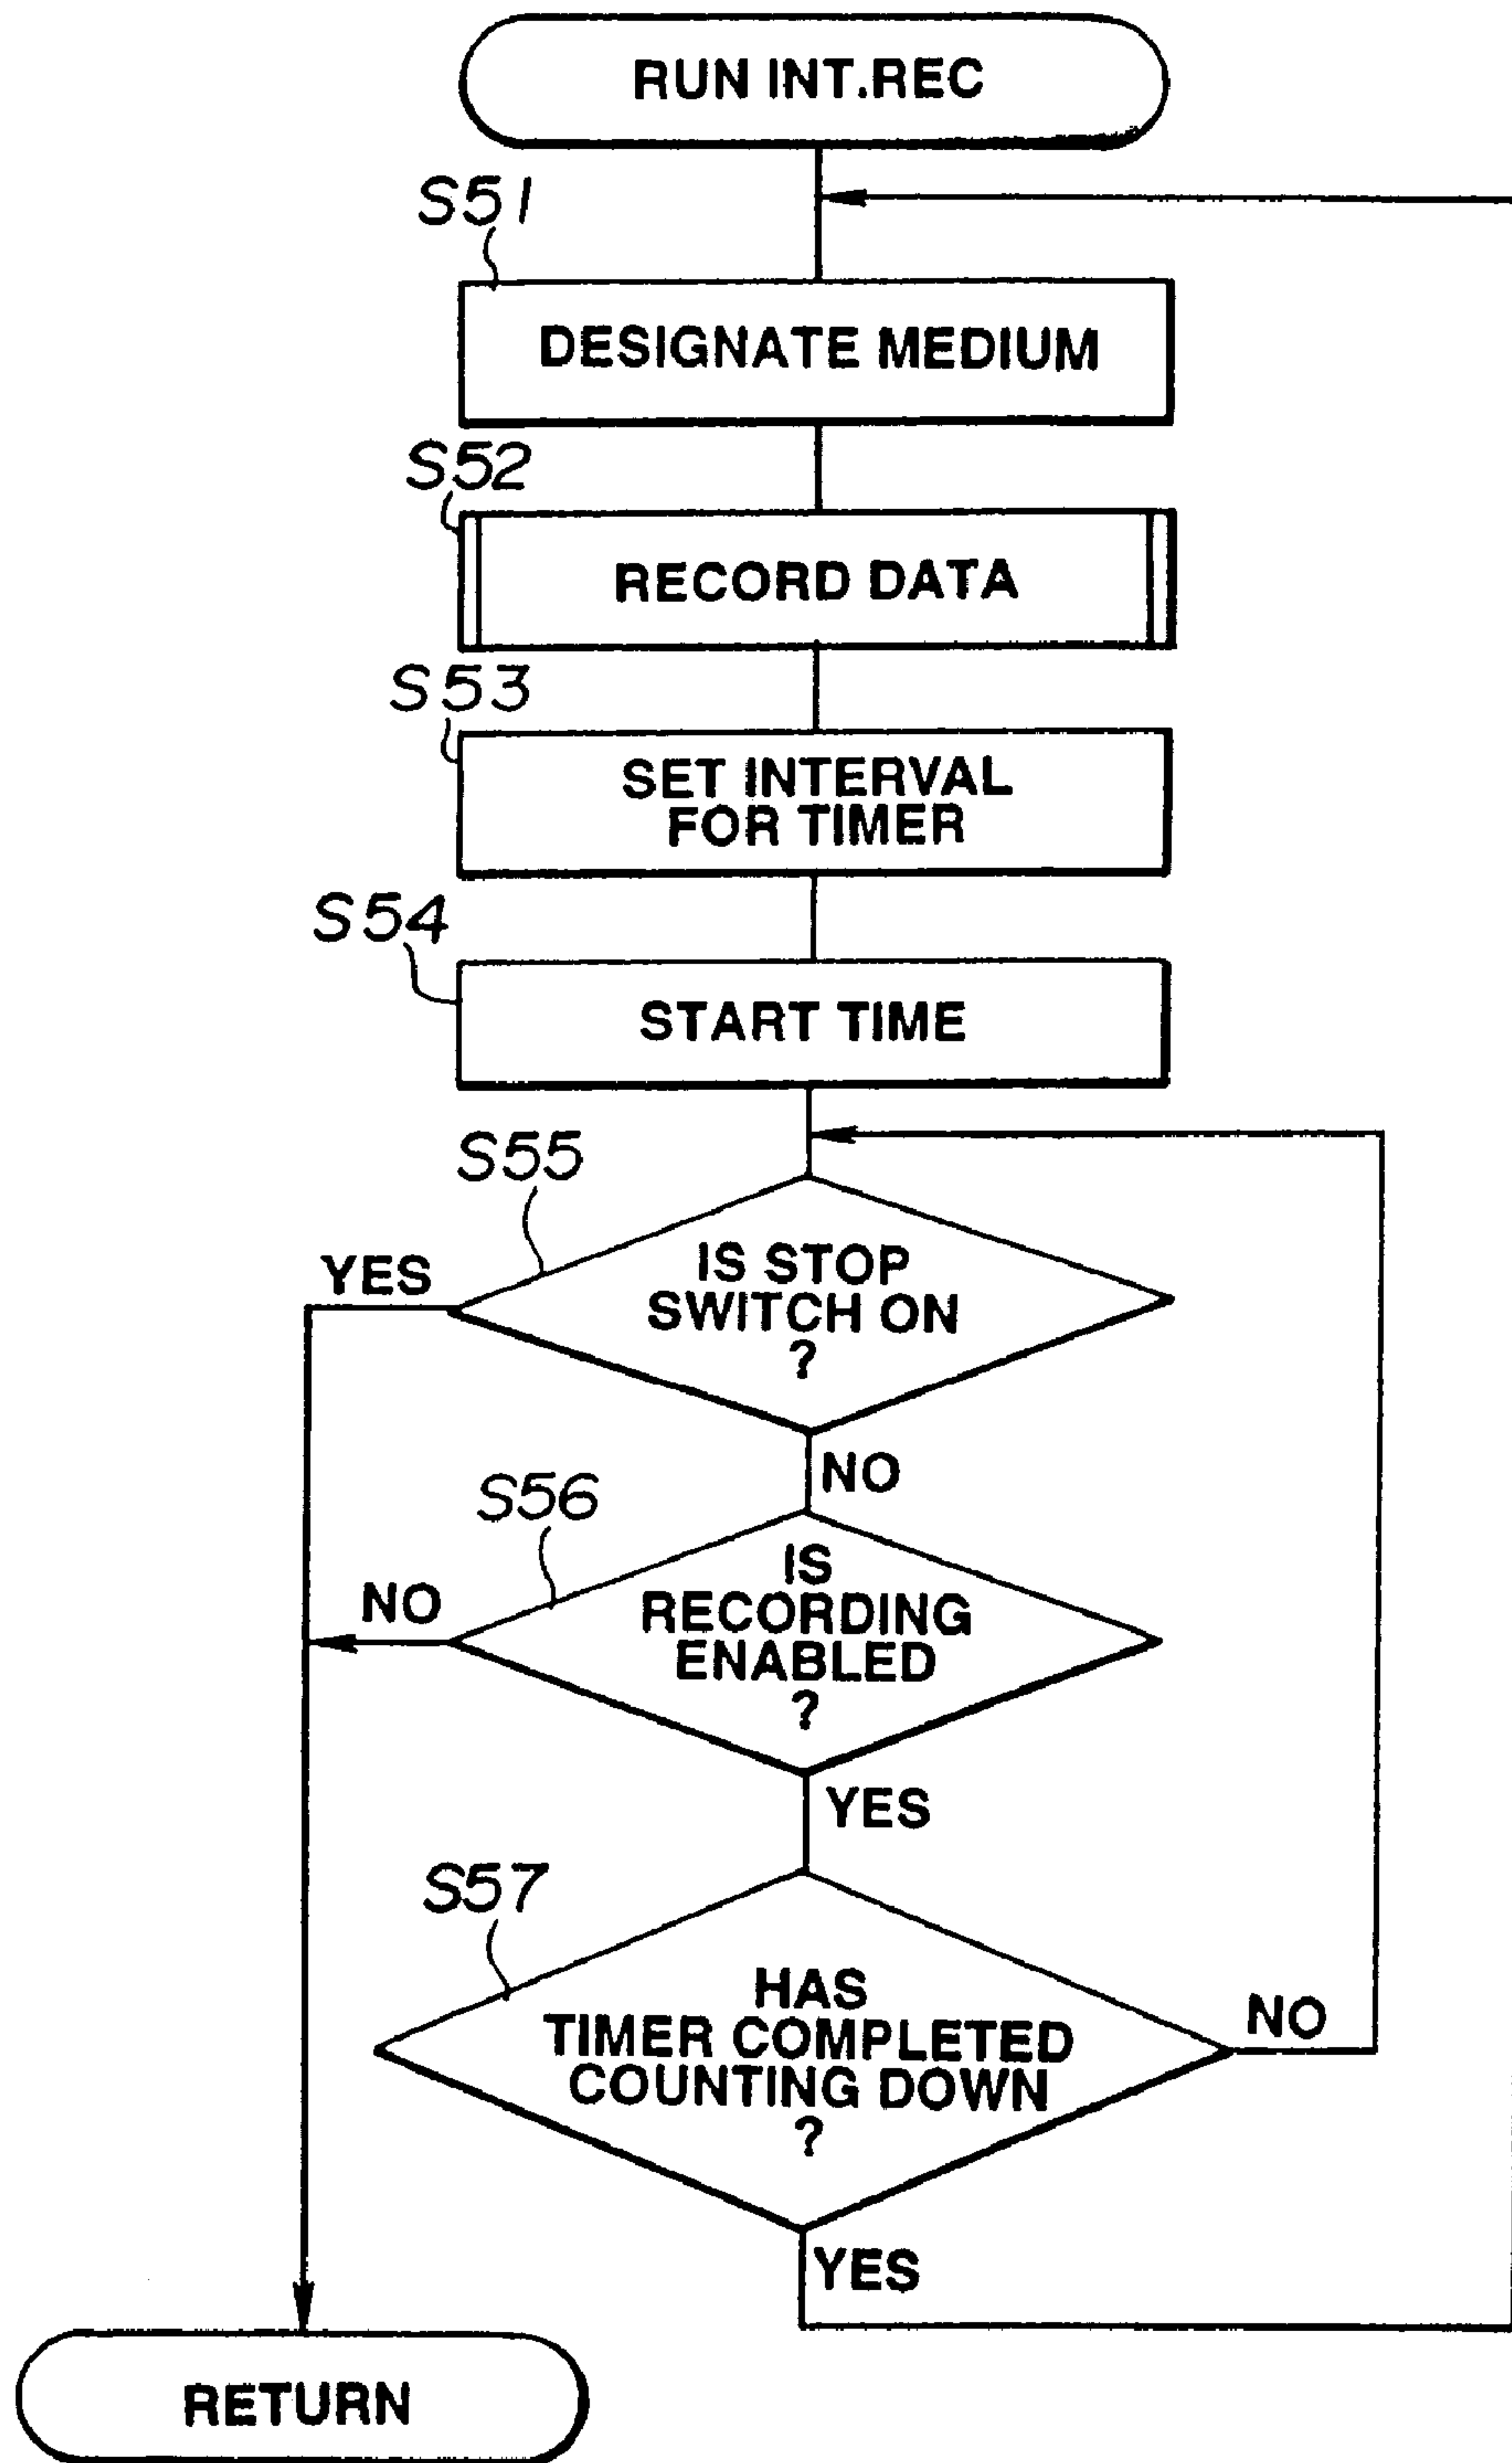 RUN INT.REC
S51
DESIGNATE MEDIUM
S52
RECORD DATA
S53
SET INTERVAL
FOR TIMER
S54
START TIME
S55
YES
IS STOP
SWITCH ON
?
NO
S56
NO
IS
RECORDING
ENABLED
?
YES
S57
HAS
TIMER COMPLETED
COUNTING DOWN
?
NO
YES
RETURN